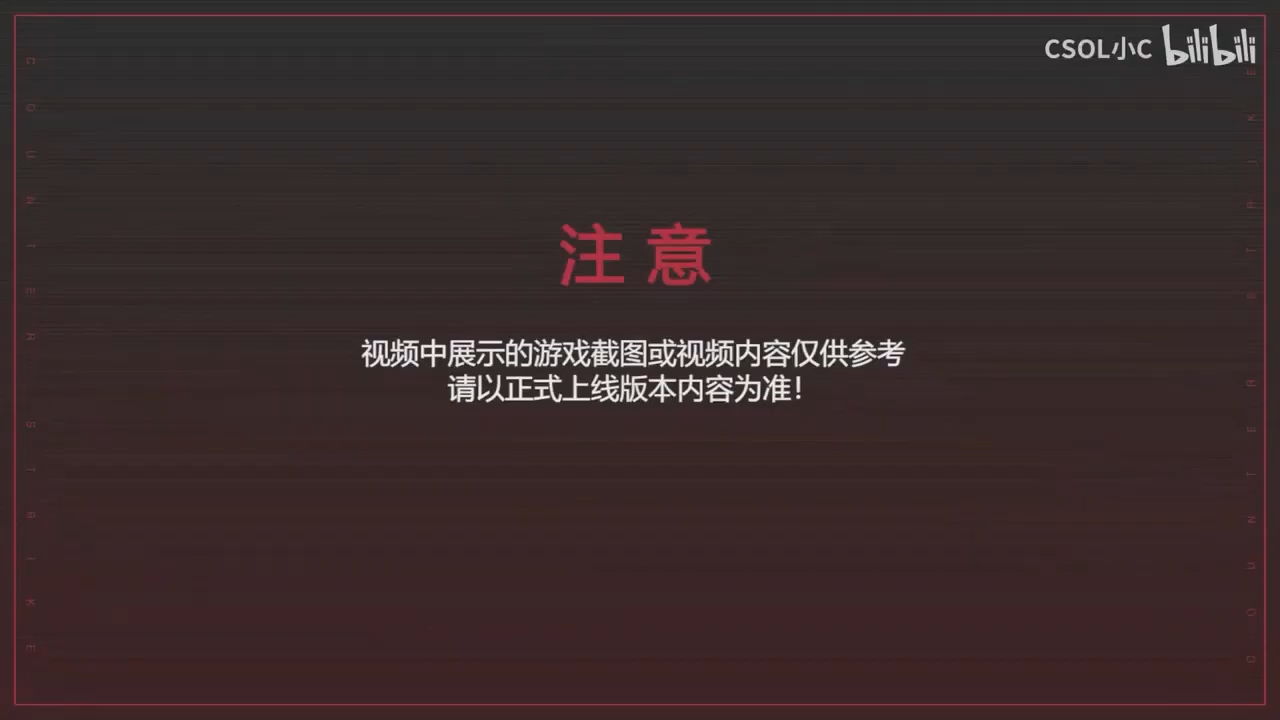 CSOL小C bilibili
注意
视频中展示的游戏截图或视频内容仅供参考
请以正式上线版本内容为准！
COUNTER STRIKE